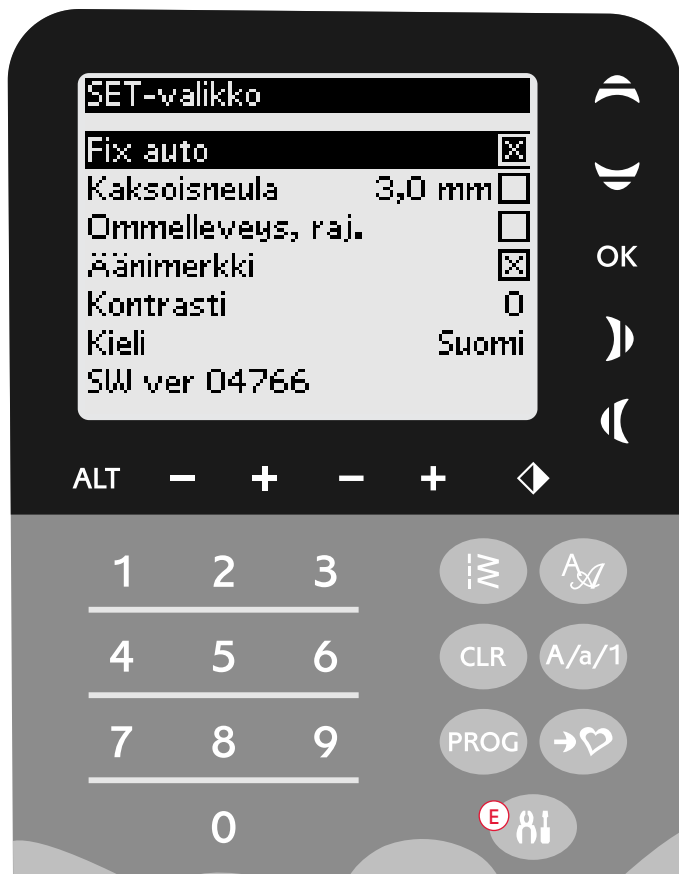 SET-valikko
Fix auto
Kaksoisneula 3,0 mm
Ommelleveys, raj.
Äänimerkki
Kontrasti 0
Kieli Suomi
SW ver 04766
OK
ALT - + - +
1 2 3
A A
4 5 6 CLR A/a/1
7 8 9 PROG
0 E